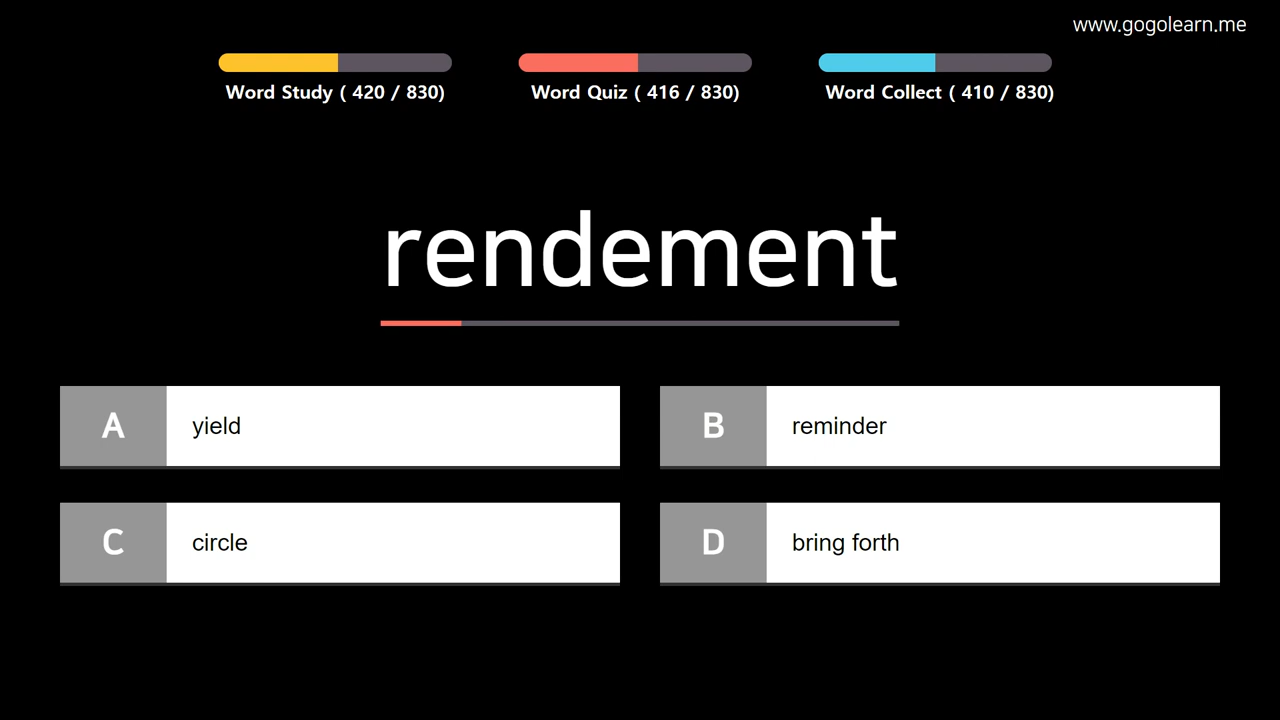 www.gogolearn.me
Word Study ( 420 / 830)
Word Quiz ( 416 / 830)
Word Collect ( 410 / 830)
rendement
A yield
B reminder
C circle
D bring forth